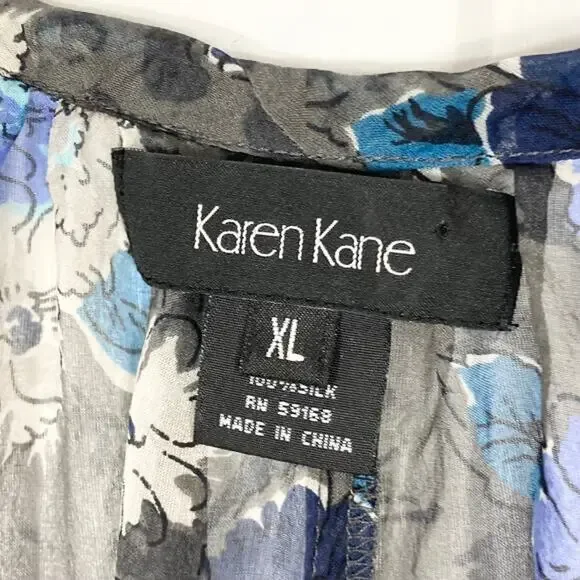 Karen Kane
XL
100%SILK
RN 59168
MADE IN CHINA